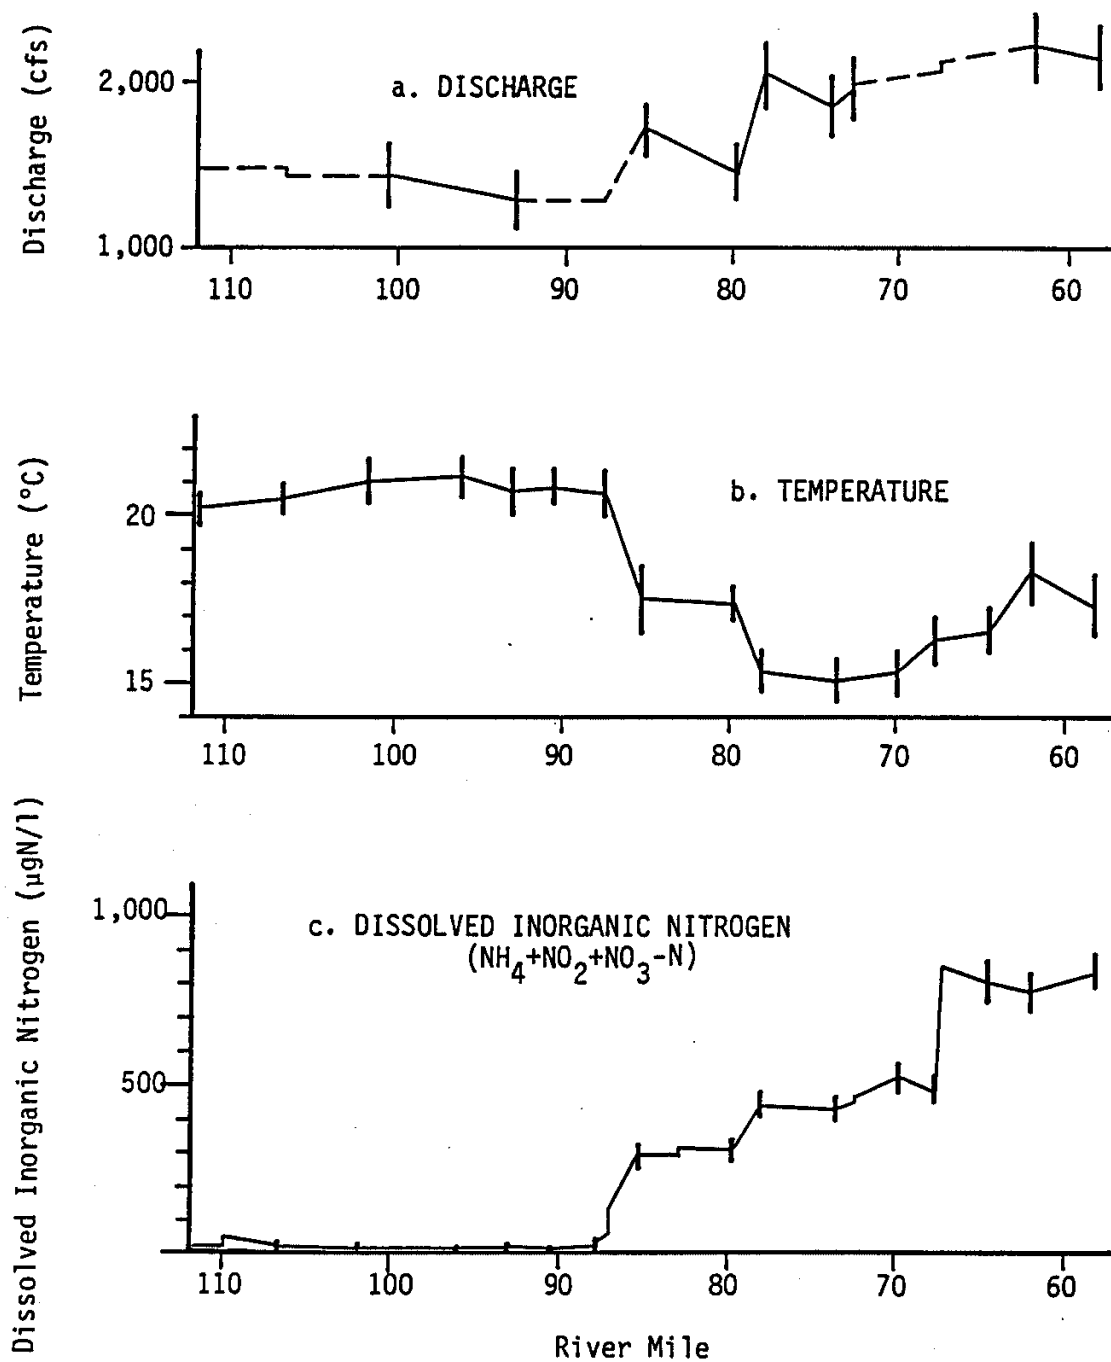 Discharge (cfs)
2,000
1,000
a. DISCHARGE
110 100 90 80 70 60
Temperature (°C)
20
15
b. TEMPERATURE
110 100 90 80 70 60
Dissolved Inorganic Nitrogen (µgN/l)
1,000
500
c. DISSOLVED INORGANIC NITROGEN
(NH4+NO2+NO3-N)
110 100 90 80 70 60
River Mile